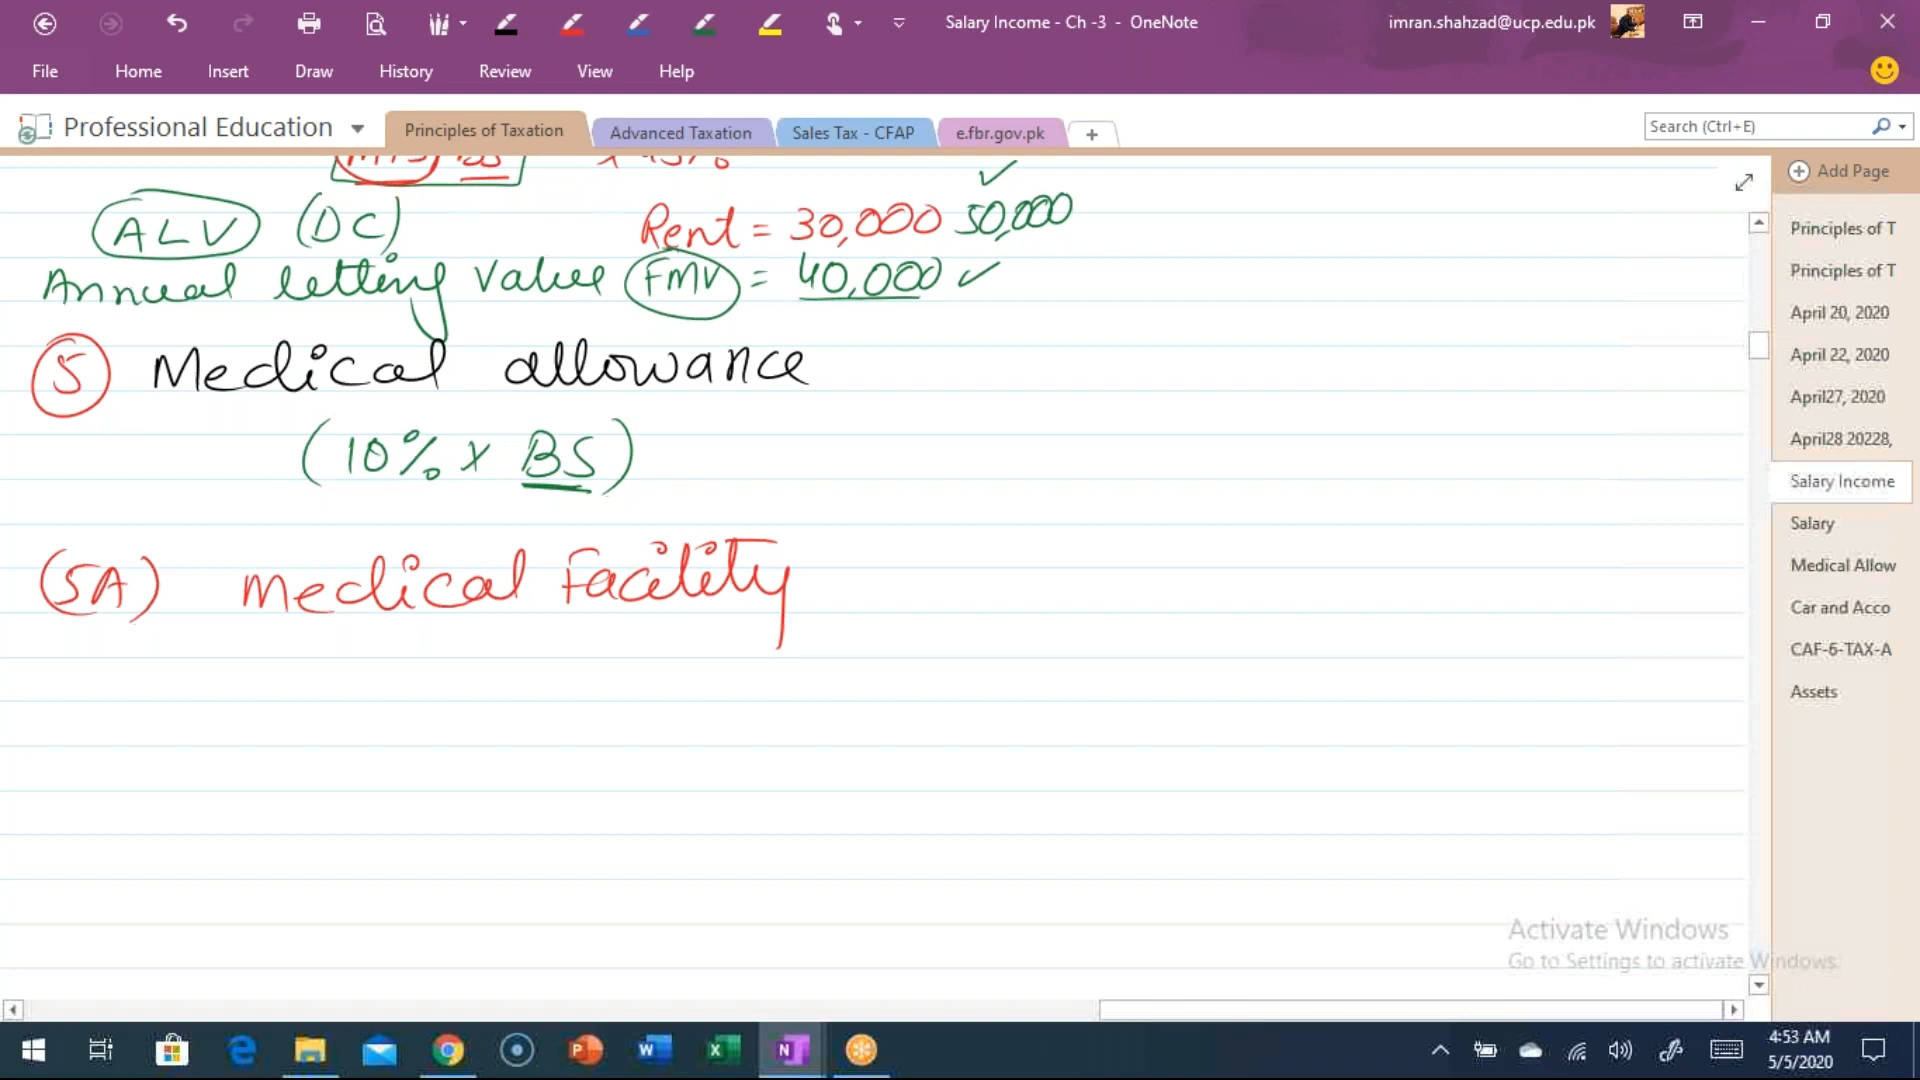 Salary Income - Ch -3 - OneNote
imran.shahzad@ucp.edu.pk
File Home Insert Draw History Review View Help
Professional Education
Principles of Taxation
Advanced Taxation
Sales Tax - CFAP
e.fbr.gov.pk
Search (Ctrl+E)
Add Page
ALV (DC) Rent = 30,000 50,000
Annual letting value FMV = 40,000
5 Medical allowance
(10% x BS)
(5A) Medical Facility
Principles of T
Principles of T
April 20, 2020
April 22, 2020
April27, 2020
April28 20228,
Salary Income
Salary
Medical Allow
Car and Acco
CAF-6-TAX-A
Assets
Activate Windows
Go to Settings to activate Windows.
4:53 AM
5/5/2020